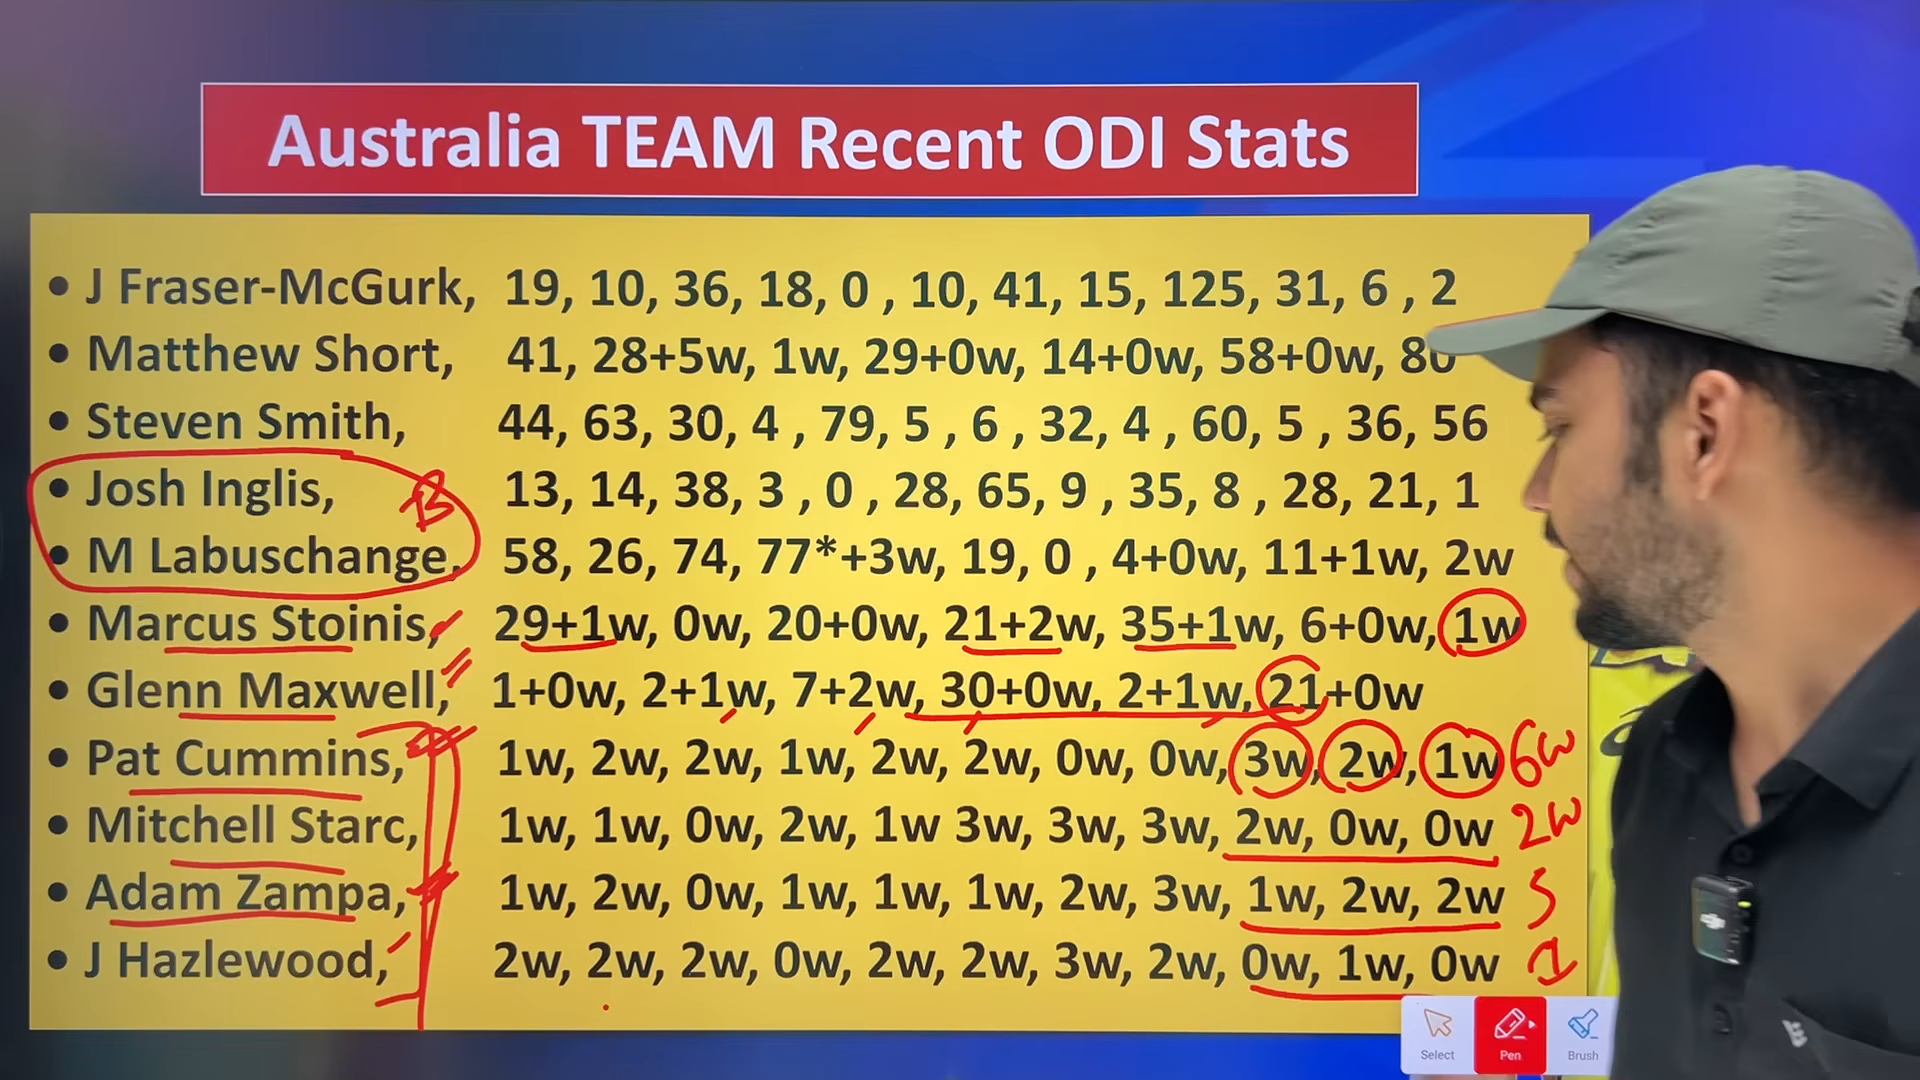 Australia TEAM Recent ODI Stats
• J Fraser-McGurk, 19, 10, 36, 18, 0 , 10, 41, 15, 125, 31, 6 , 2
• Matthew Short, 41, 28+5w, 1w, 29+0w, 14+0w, 58+0w, 80
• Steven Smith, 44, 63, 30, 4 , 79, 5 , 6 , 32, 4 , 60, 5 , 36, 56
• Josh Inglis, B 13, 14, 38, 3 , 0 , 28, 65, 9 , 35, 8 , 28, 21, 1
• M Labuschange, 58, 26, 74, 77*+3w, 19, 0 , 4+0w, 11+1w, 2w
• Marcus Stoinis, 29+1w, 0w, 20+0w, 21+2w, 35+1w, 6+0w, 1w
• Glenn Maxwell, 1+0w, 2+1w, 7+2w, 30+0w, 2+1w, 21+0w
• Pat Cummins, 1w, 2w, 2w, 1w, 2w, 2w, 0w, 0w, 3w, 2w, 1w 6w
• Mitchell Starc, 1w, 1w, 0w, 2w, 1w 3w, 3w, 3w, 2w, 0w, 0w 2w
• Adam Zampa, 1w, 2w, 0w, 1w, 1w, 1w, 2w, 3w, 1w, 2w, 2w 5
• J Hazlewood, 2w, 2w, 2w, 0w, 2w, 2w, 3w, 2w, 0w, 1w, 0w 1
Select Pen Brush